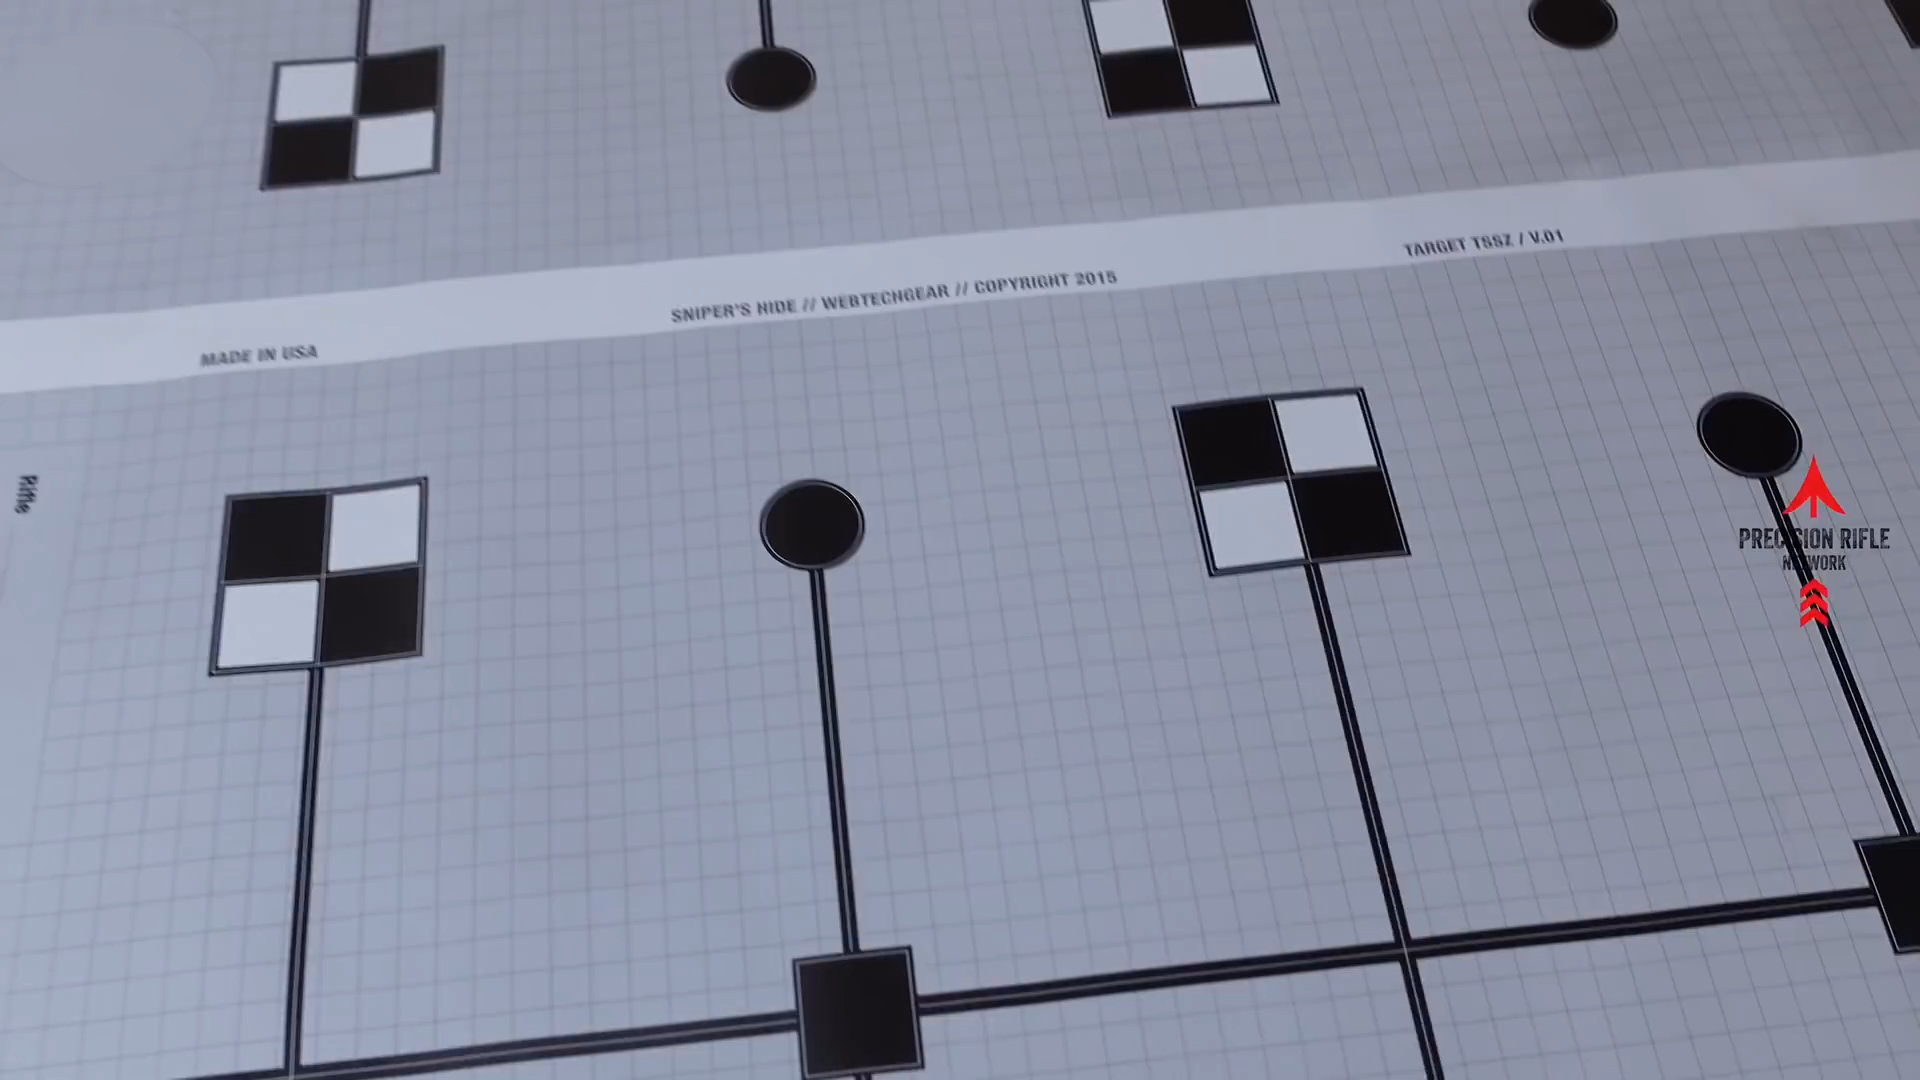 TARGET TSSZ / V.01
SNIPER'S HIDE // WEBTECHGEAR // COPYRIGHT 2015
MADE IN USA
Rifle
PRECISION RIFLE
NETWORK